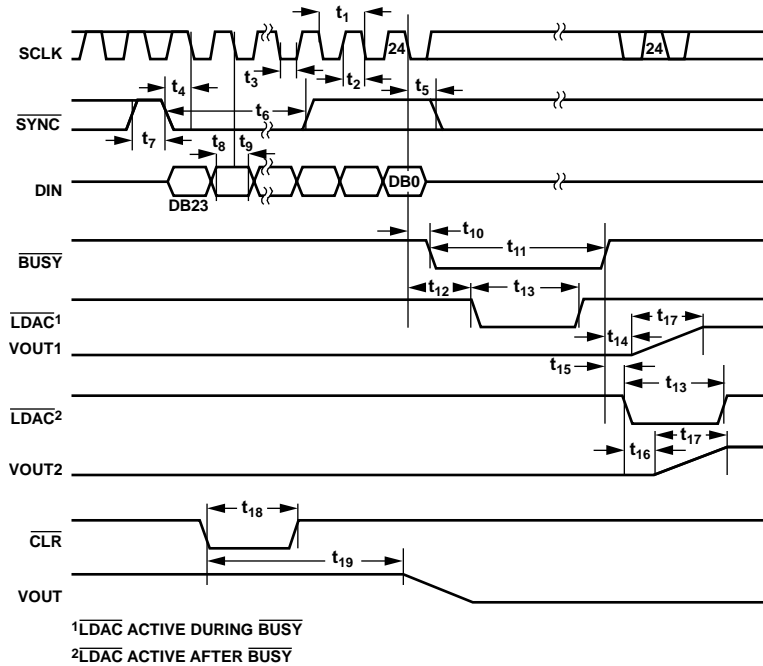 t1
SCLK
24
24
t3
t2
t4
t5
t6
SYNC
t7
t8
t9
DIN
DB23
DB0
t10
BUSY
t11
t12
t13
LDAC1
t14
t17
VOUT1
t15
t13
LDAC2
t16
t17
VOUT2
t18
CLR
t19
VOUT
1LDAC ACTIVE DURING BUSY
2LDAC ACTIVE AFTER BUSY